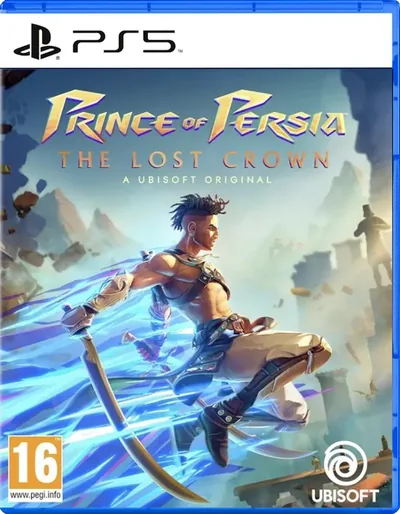 PS5
PRINCE OF PERSIA
THE LOST CROWN
A UBISOFT ORIGINAL
16
www.pegi.info
UBISOFT